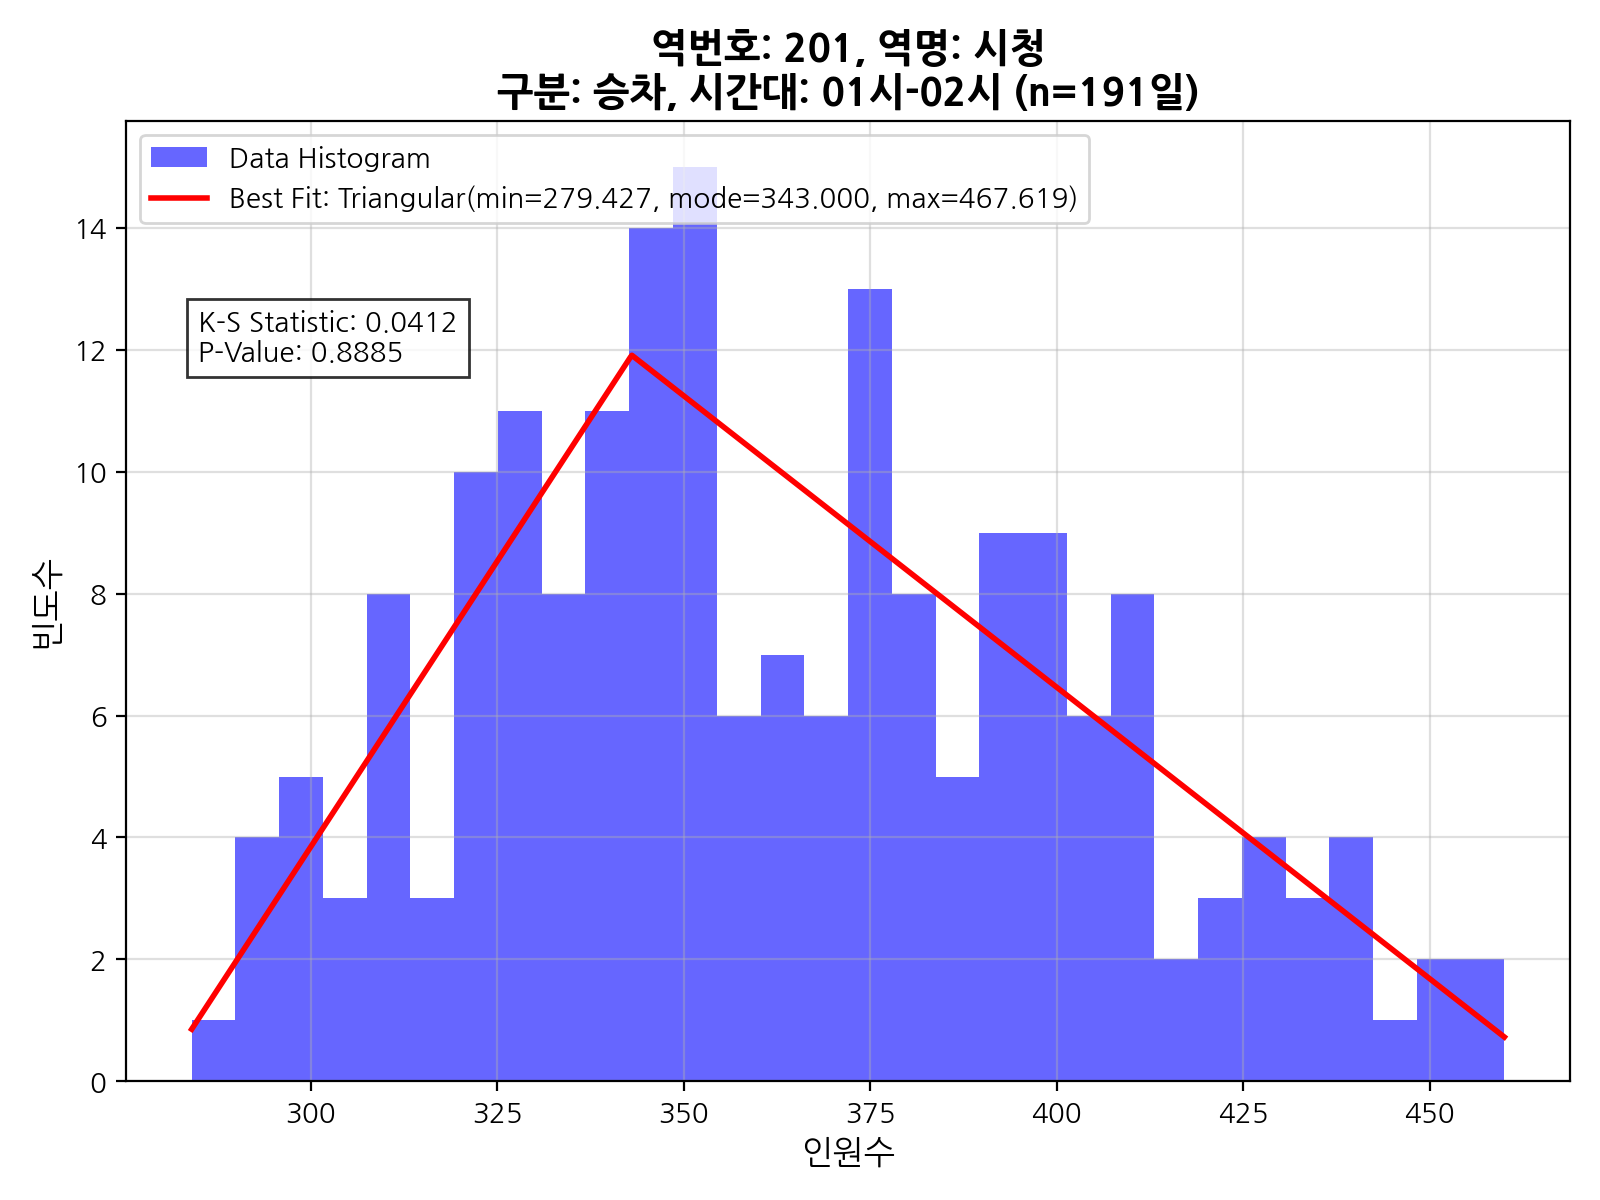 역번호: 201, 역명: 시청
구분: 승차, 시간대: 01시-02시 (n=191일)
Data Histogram
Best Fit: Triangular(min=279.427, mode=343.000, max=467.619)
K-S Statistic: 0.0412
P-Value: 0.8885
빈도수
14
12
10
8
6
4
2
0
300 325 350 375 400 425 450
인원수